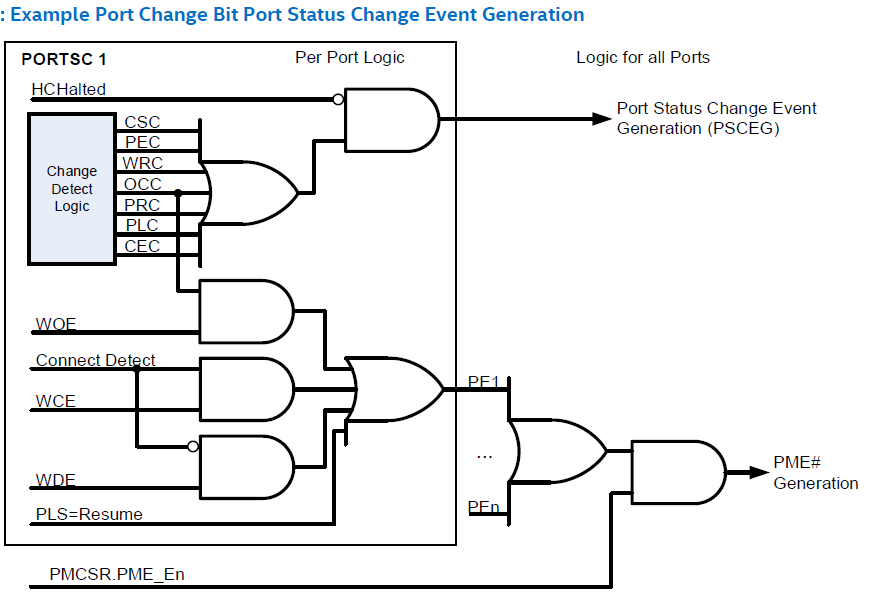 : Example Port Change Bit Port Status Change Event Generation
PORTSC 1
Per Port Logic
Logic for all Ports
HCHalted
CSC
PEC
WRC
OCC
PRC
PLC
CEC
Change
Detect
Logic
Port Status Change Event
Generation (PSCEG)
WOE
Connect Detect
WCE
WDE
PLS=Resume
PE1
...
PEn
PME#
Generation
PMCSR.PME_En